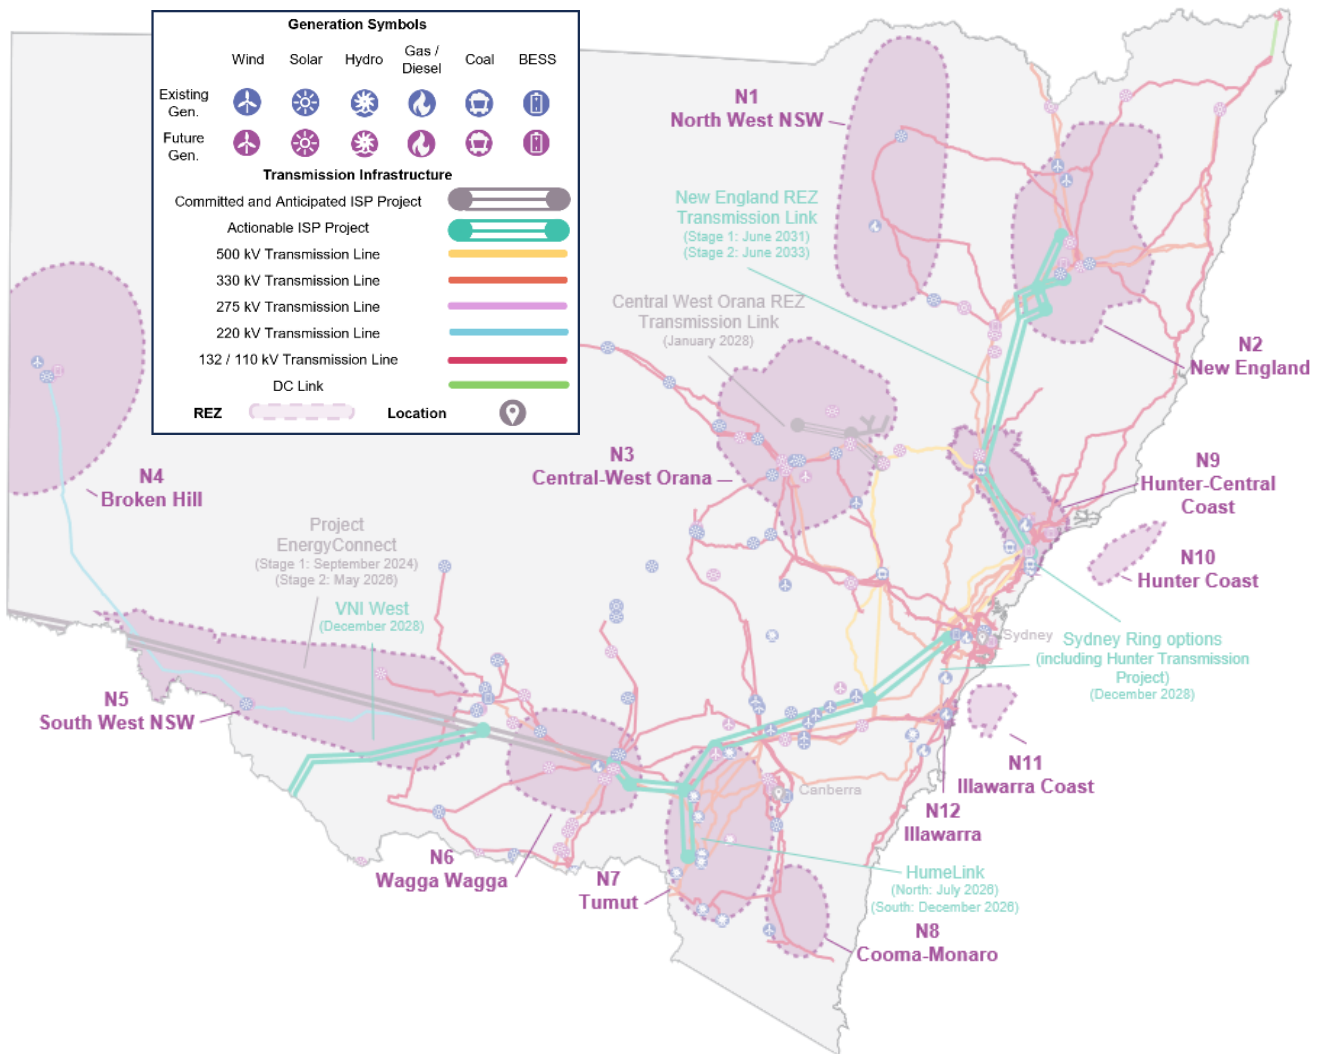 Generation Symbols
Wind
Solar
Hydro
Gas /
Diesel
Coal
BESS
Existing
Gen.
Future
Gen.
Transmission Infrastructure
Committed and Anticipated ISP Project
Actionable ISP Project
500 kV Transmission Line
330 kV Transmission Line
275 kV Transmission Line
220 kV Transmission Line
132 / 110 kV Transmission Line
DC Link
REZ
Location
N1
North West NSW
New England REZ
Transmission Link
(Stage 1: June 2031)
(Stage 2: June 2033)
Central West Orana REZ
Transmission Link
(January 2028)
N2
New England
N3
Central-West Orana
N4
Broken Hill
N9
Hunter-Central
Coast
N10
Hunter Coast
Project
EnergyConnect
(Stage 1: September 2024)
(Stage 2: May 2026)
VNI West
(December 2028)
Sydney
Sydney Ring options
(including Hunter Transmission
Project)
(December 2028)
N5
South West NSW
N11
Illawarra Coast
Canberra
N12
Illawarra
N6
Wagga Wagga
N7
Tumut
HumeLink
(North: July 2026)
(South: December 2026)
N8
Cooma-Monaro